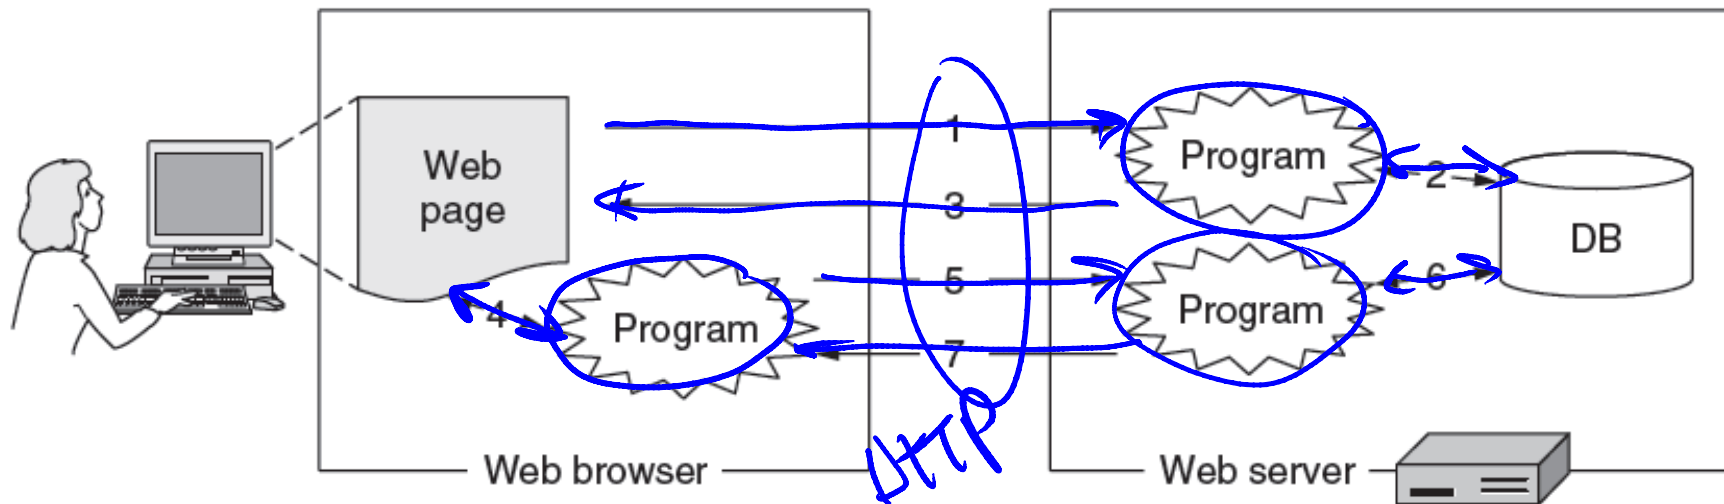 Web
page
1
Program
2
3
DB
4
Program
5
Program
6
7
HTTP
Web browser
Web server